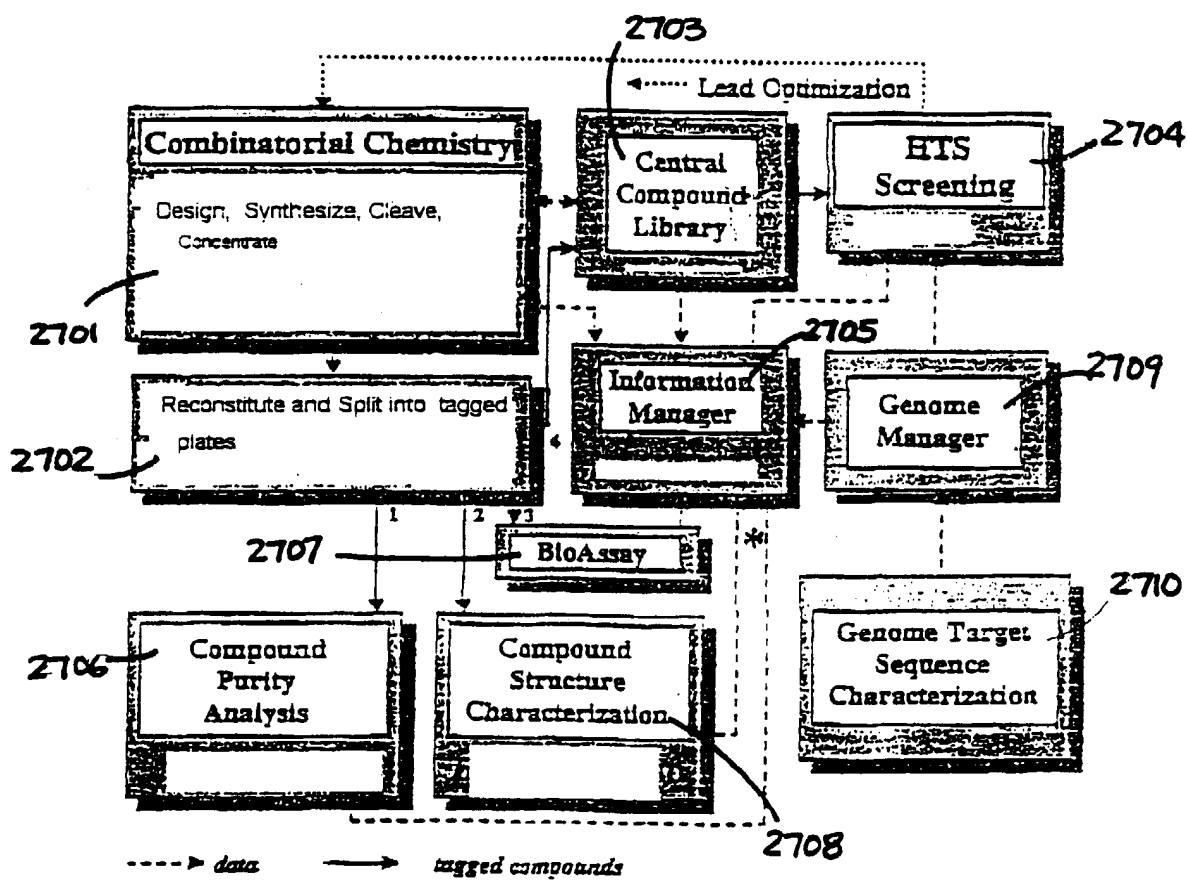 2703
Lead Optimization
Combinatorial Chemistry
Central
Compound
Library
HTS
Screening
2704
Design, Synthesize, Cleave,
Concentrate
2701
2705
Information
Manager
Genome
Manager
2709
Reconstitute and Split into tagged
plates
2702
4
1
2
3
2707
BioAssay
*
2710
2706
Compound
Purity
Analysis
Compound
Structure
Characterization
Genome Target
Sequence
Characterization
2708
data
tagged compounds